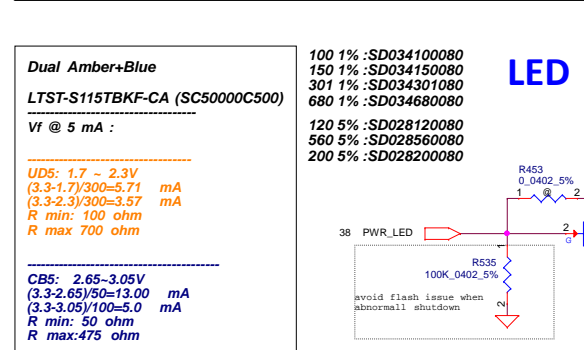 Dual Amber+Blue
LTST-S115TBKF-CA (SC50000C500)
-----------------------------------
Vf @ 5 mA :
----------------------------------
UD5: 1.7 ~ 2.3V
(3.3-1.7)/300=5.71 mA
(3.3-2.3)/300=3.57 mA
R min: 100 ohm
R max 700 ohm
----------------------------------------
CB5: 2.65~3.05V
(3.3-2.65)/50=13.00 mA
(3.3-3.05)/100=5.0 mA
R min: 50 ohm
R max:475 ohm
100 1% :SD034100080
150 1% :SD034150080
301 1% :SD034301080
680 1% :SD034680080
120 5% :SD028120080
560 5% :SD028560080
200 5% :SD028200080
LED
R453
0_0402_5%
1 @ 2
38 PWR_LED
2
G
1
R535
100K_0402_5%
2
avoid flash issue when
abnormall shutdown